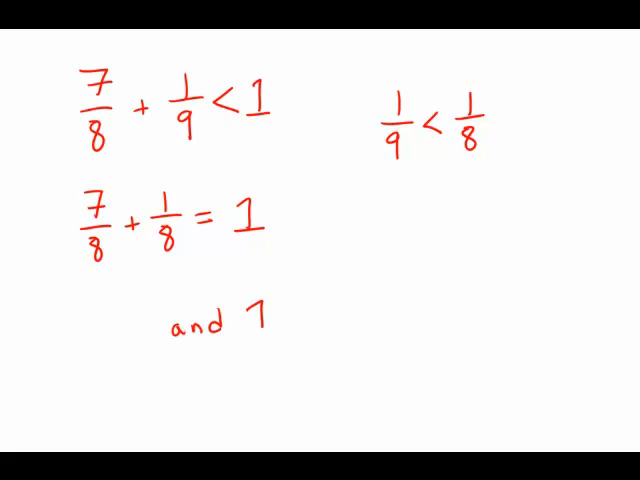 7/8 + 1/9 < 1
1/9 < 1/8
7/8 + 1/8 = 1
and 1